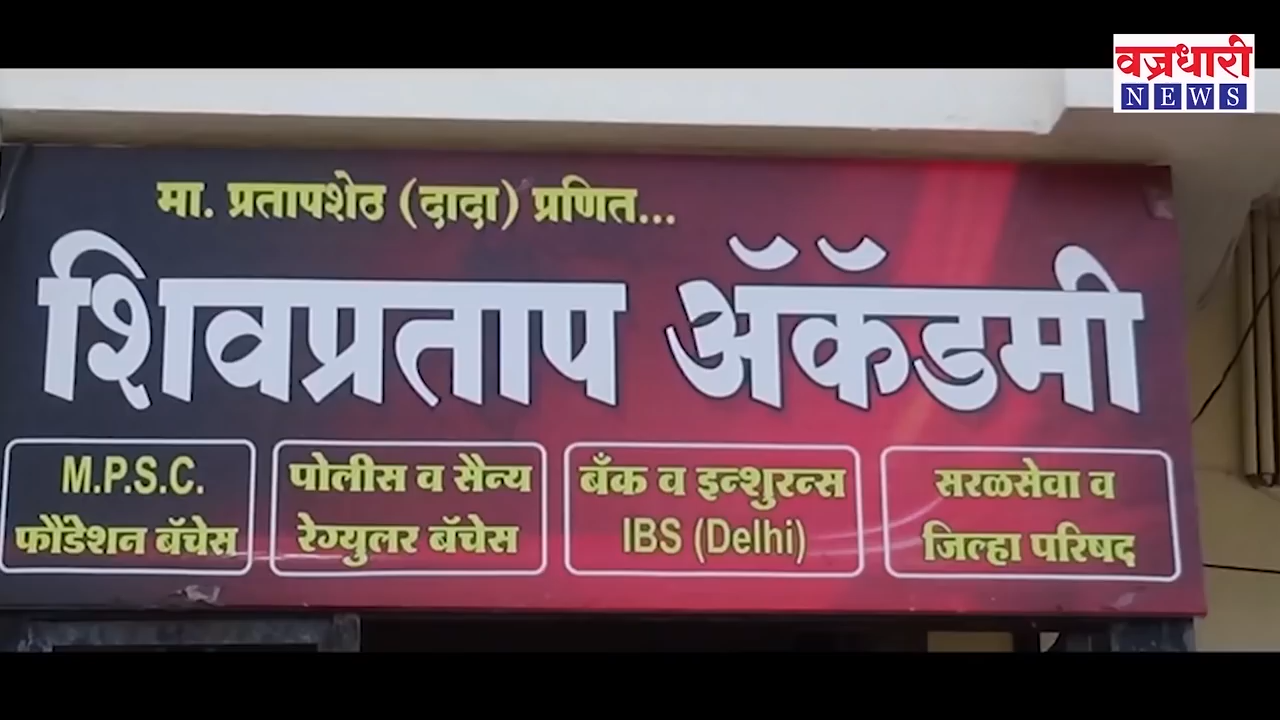 वज्रधारी
NEWS
मा. प्रतापशेठ (दादा) प्रणित...
शिवप्रताप ॲकॅडमी
M.P.S.C.
फौंडेशन बॅचेस
पोलीस व सैन्य
रेग्युलर बॅचेस
बँक व इन्शुरन्स
IBS (Delhi)
सरळसेवा व
जिल्हा परिषद